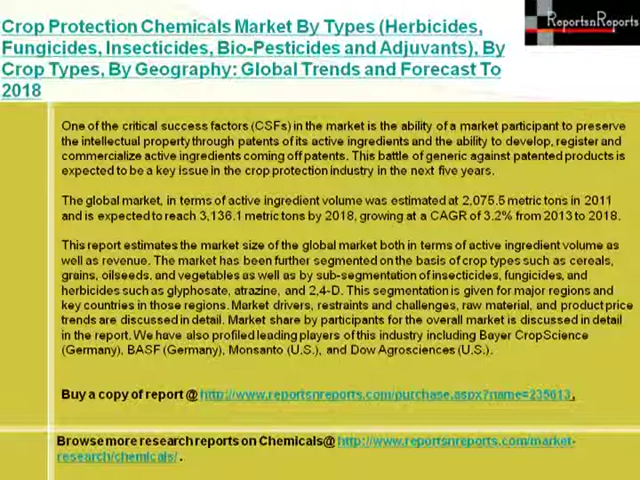 Crop Protection Chemicals Market By Types (Herbicides,
Fungicides, Insecticides, Bio-Pesticides and Adjuvants), By
Crop Types, By Geography: Global Trends and Forecast To
2018
ReportsnReports
One of the critical success factors (CSFs) in the market is the ability of a market participant to preserve
the intellectual property through patents of its active ingredients and the ability to develop, register and
commercialize active ingredients coming off patents. This battle of generic against patented products is
expected to be a key issue in the crop protection industry in the next five years.
The global market, in terms of active ingredient volume was estimated at 2,075.5 metric tons in 2011
and is expected to reach 3,136.1 metric tons by 2018, growing at a CAGR of 3.2% from 2013 to 2018.
This report estimates the market size of the global market both in terms of active ingredient volume as
well as revenue. The market has been further segmented on the basis of crop types such as cereals,
grains, oilseeds, and vegetables as well as by sub-segmentation of insecticides, fungicides, and
herbicides such as glyphosate, atrazine, and 2,4-D. This segmentation is given for major regions and
key countries in those regions. Market drivers, restraints and challenges, raw material, and product price
trends are discussed in detail. Market share by participants for the overall market is discussed in detail
in the report. We have also profiled leading players of this industry including Bayer CropScience
(Germany), BASF (Germany), Monsanto (U.S.), and Dow Agrosciences (U.S.).
Buy a copy of report @ http://www.reportsnreports.com/purchase.aspx?name=235613.
Browse more research reports on Chemicals@ http://www.reportsnreports.com/market-
research/chemicals/ .